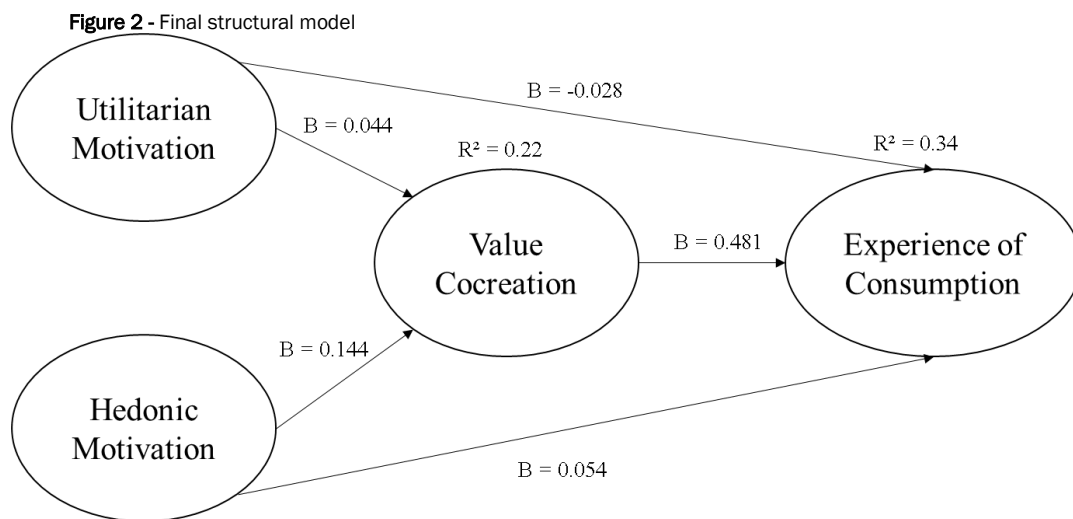 Figure 2 - Final structural model
Utilitarian
Motivation
B = -0.028
B = 0.044
R² = 0.22
R² = 0.34
Value
Cocreation
B = 0.481
Experience of
Consumption
B = 0.144
Hedonic
Motivation
B = 0.054